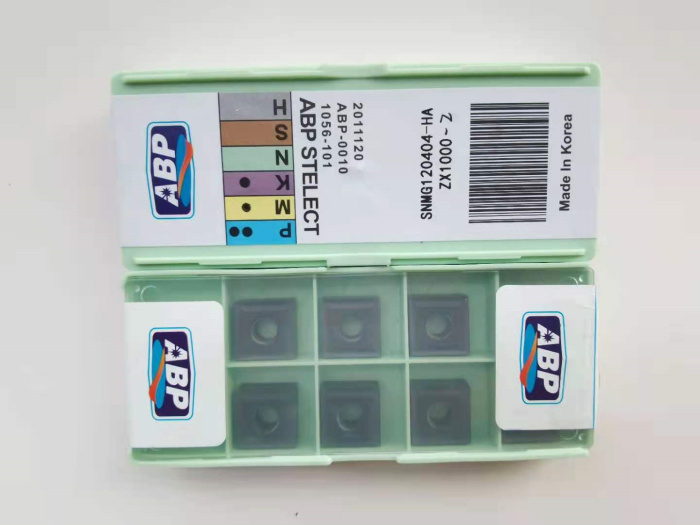 ABP
H
S
N
K
M
P
ABP STELECT
1056-101
ABP-0010
2011120
SNMG120404-HA
ZX1000~Z
Made In Korea
ABP
ABP